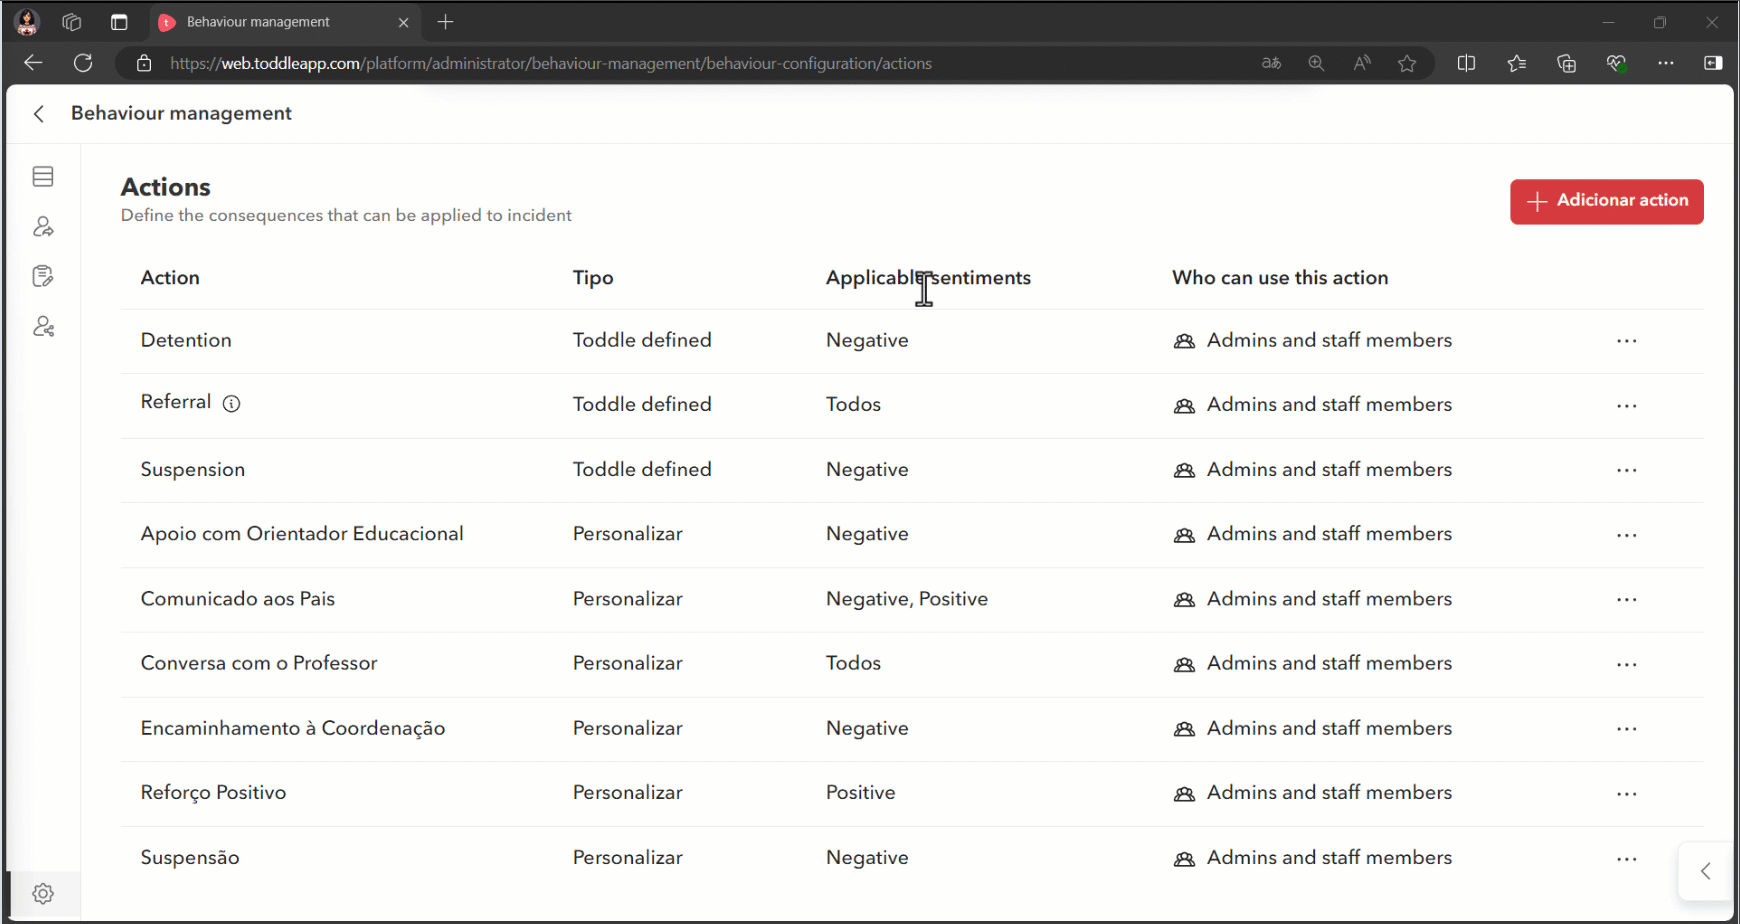 Behaviour management
https://web.toddleapp.com/platform/administrator/behaviour-management/behaviour-configuration/actions
Behaviour management
Actions
Define the consequences that can be applied to incident
Adicionar action
Action Tipo Applicable sentiments Who can use this action
Detention Toddle defined Negative Admins and staff members
Referral Toddle defined Todos Admins and staff members
Suspension Toddle defined Negative Admins and staff members
Apoio com Orientador Educacional Personalizar Negative Admins and staff members
Comunicado aos Pais Personalizar Negative, Positive Admins and staff members
Conversa com o Professor Personalizar Todos Admins and staff members
Encaminhamento à Coordenação Personalizar Negative Admins and staff members
Reforço Positivo Personalizar Positive Admins and staff members
Suspensão Personalizar Negative Admins and staff members